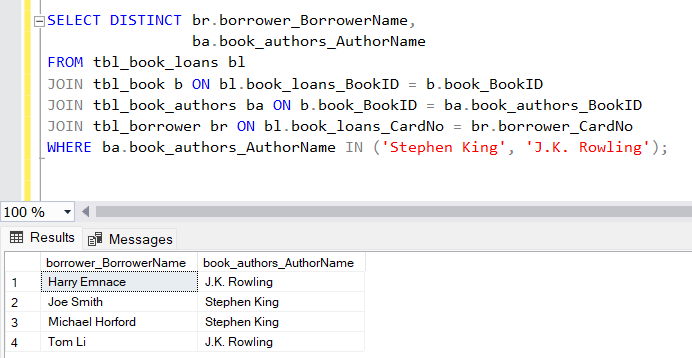 SELECT DISTINCT br.borrower_BorrowerName,
ba.book_authors_AuthorName
FROM tbl_book_loans bl
JOIN tbl_book b ON bl.book_loans_BookID = b.book_BookID
JOIN tbl_book_authors ba ON b.book_BookID = ba.book_authors_BookID
JOIN tbl_borrower br ON bl.book_loans_CardNo = br.borrower_CardNo
WHERE ba.book_authors_AuthorName IN ('Stephen King', 'J.K. Rowling');
100 %
Results Messages
borrower_BorrowerName book_authors_AuthorName
1 Harry Emnace J.K. Rowling
2 Joe Smith Stephen King
3 Michael Horford Stephen King
4 Tom Li J.K. Rowling